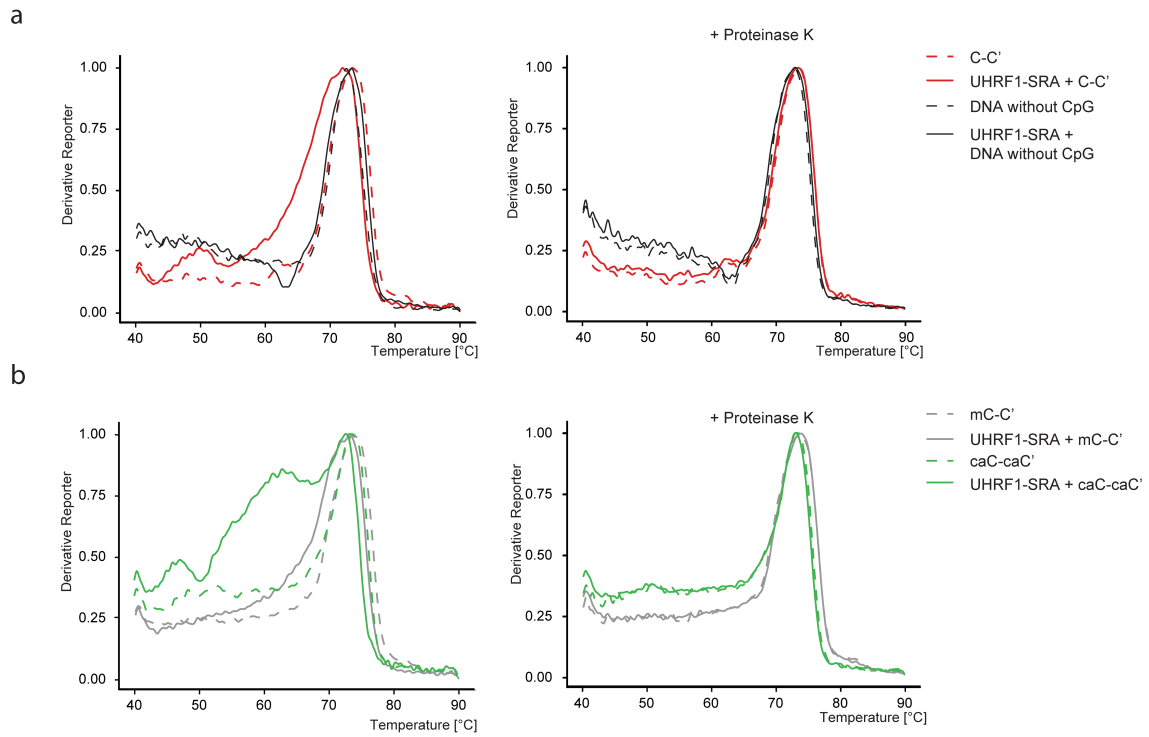 a
+ Proteinase K
1.00
0.75
0.50
0.25
0.00
Derivative Reporter
40 50 60 70 80 90
Temperature [°C]
1.00
0.75
0.50
0.25
0.00
Derivative Reporter
40 50 60 70 80 90
Temperature [°C]
C-C’
UHRF1-SRA + C-C’
DNA without CpG
UHRF1-SRA +
DNA without CpG
b
+ Proteinase K
1.00
0.75
0.50
0.25
0.00
Derivative Reporter
40 50 60 70 80 90
Temperature [°C]
1.00
0.75
0.50
0.25
0.00
Derivative Reporter
40 50 60 70 80 90
Temperature [°C]
mC-C’
UHRF1-SRA + mC-C’
caC-caC’
UHRF1-SRA + caC-caC’